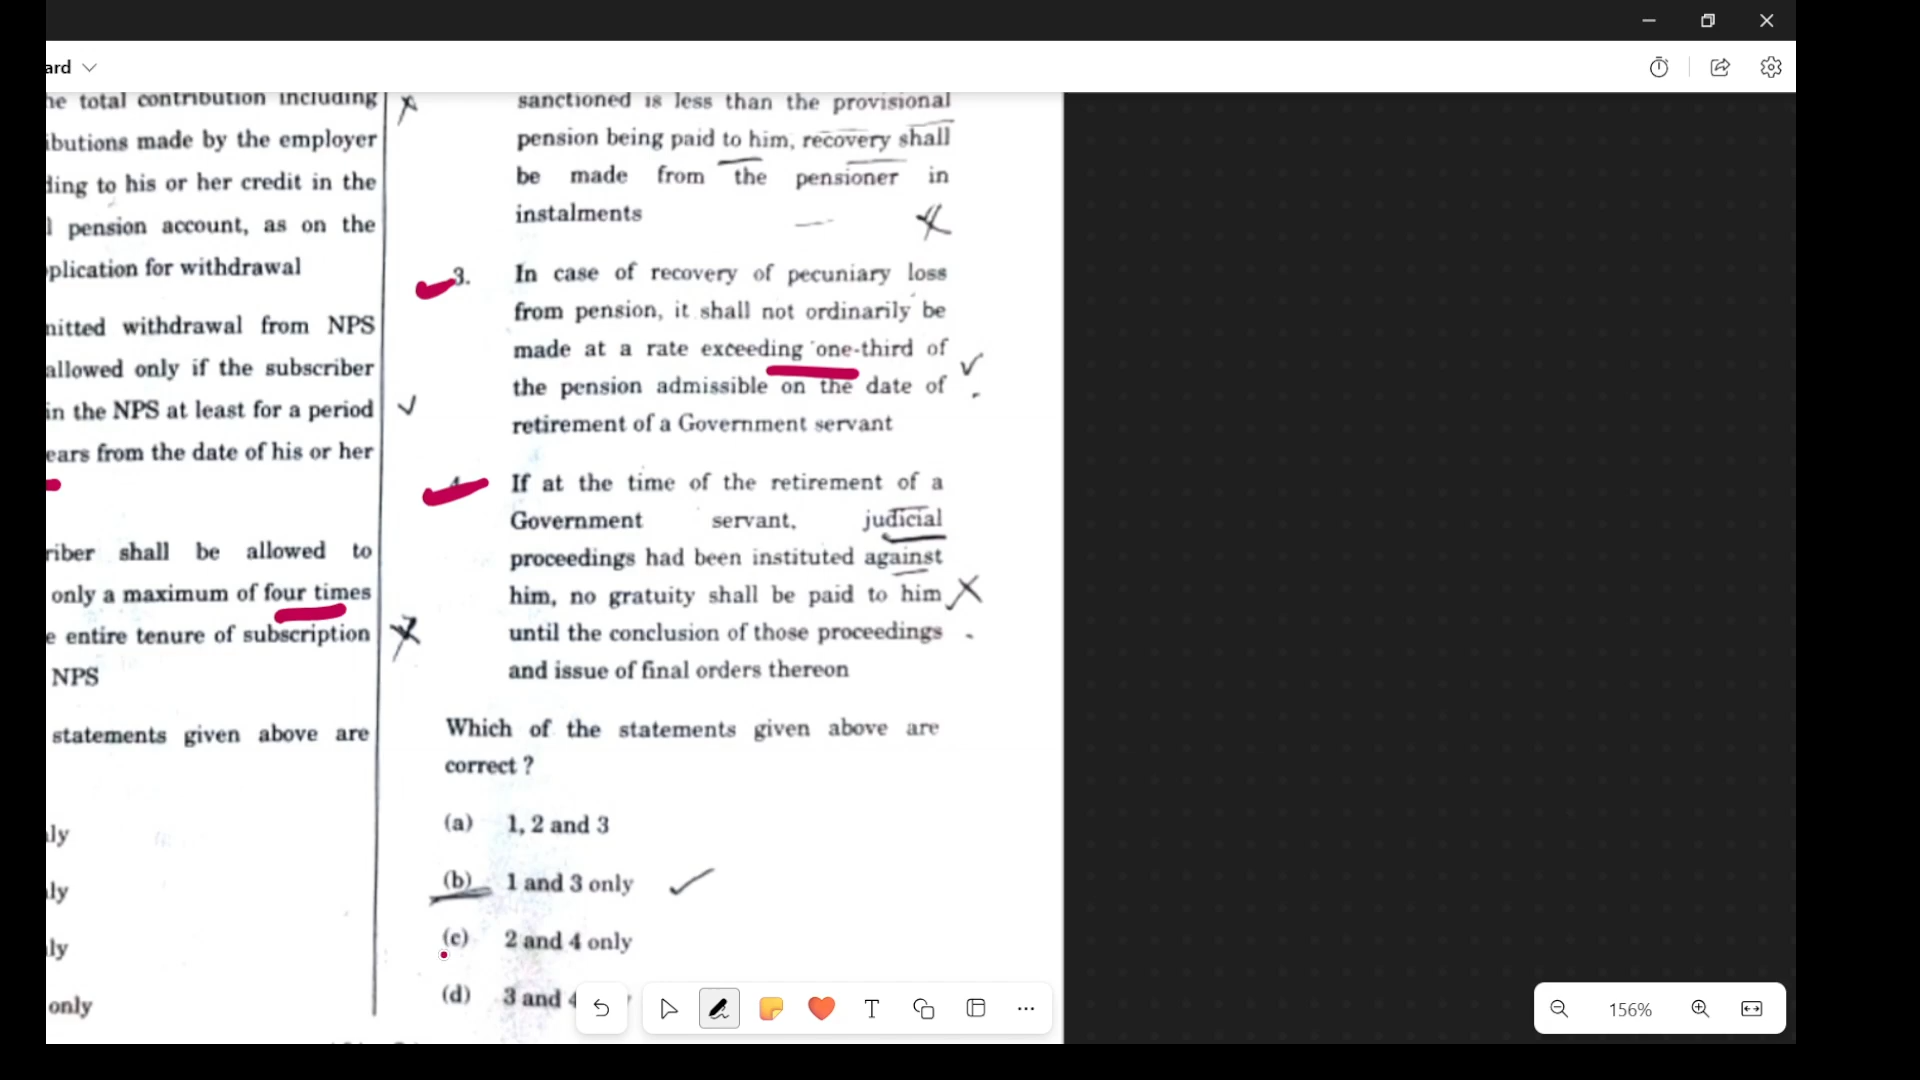 ard
he total contribution including
ibutions made by the employer
ding to his or her credit in the
l pension account, as on the
plication for withdrawal
nitted withdrawal from NPS
allowed only if the subscriber
in the NPS at least for a period
ears from the date of his or her
riber shall be allowed to
only a maximum of four times
e entire tenure of subscription
NPS
statements given above are
ly
ly
ly
only
sanctioned is less than the provisional
pension being paid to him, recovery shall
be made from the pensioner in
instalments
3. In case of recovery of pecuniary loss
from pension, it shall not ordinarily be
made at a rate exceeding one-third of
the pension admissible on the date of
retirement of a Government servant
If at the time of the retirement of a
Government servant, judicial
proceedings had been instituted against
him, no gratuity shall be paid to him
until the conclusion of those proceedings
and issue of final orders thereon
Which of the statements given above are
correct ?
(a) 1, 2 and 3
(b) 1 and 3 only
(c) 2 and 4 only
(d) 3 and 4
T
156%